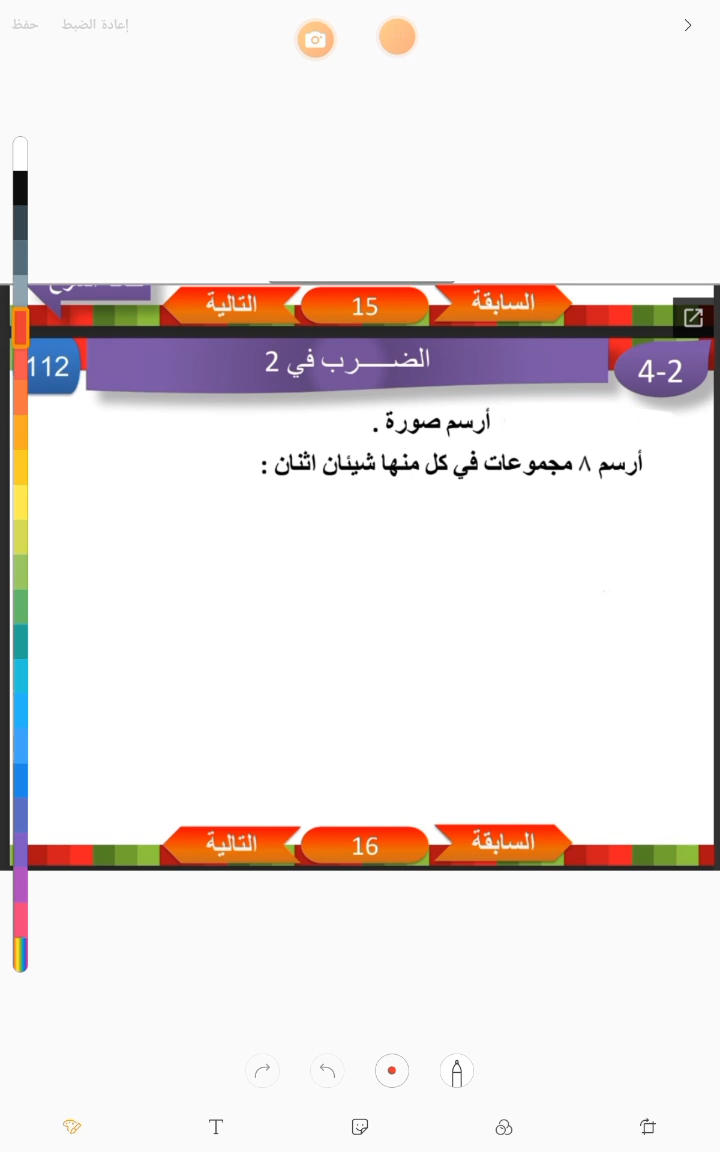 إعادة الضبط حفظ
السابقة 15 التالية
4-2 الضـــرب في 2 112
أرسم صورة .
أرسم ٨ مجموعات في كل منها شيئان اثنان :
السابقة 16 التالية
T